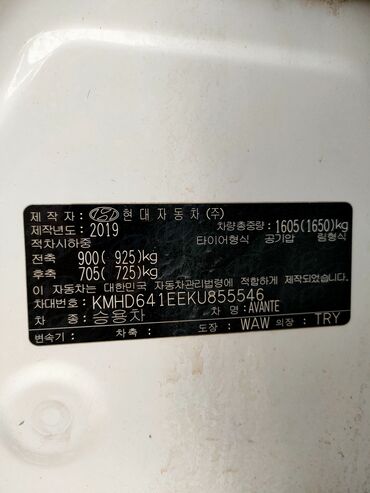 제 작 자: 현대자동차(주)
제작년도: 2019 차량총중량: 1605(1650)kg
적차시하중 타이어형식 공기압 림형식
전축 900( 925)kg
후축 705( 725)kg
이 자동차는 대한민국 자동차관리법령에 적합하게 제작되었음.
차대번호: KMHD641EEKU855546
차 종: 승용차 차 명: AVANTE
변속기: 차축: 도장: WAW 의장: TRY